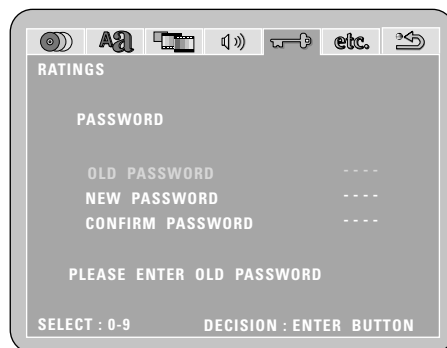 Aa etc.
RATINGS
PASSWORD
OLD PASSWORD ----
NEW PASSWORD ----
CONFIRM PASSWORD ----
PLEASE ENTER OLD PASSWORD
SELECT : 0-9 DECISION : ENTER BUTTON